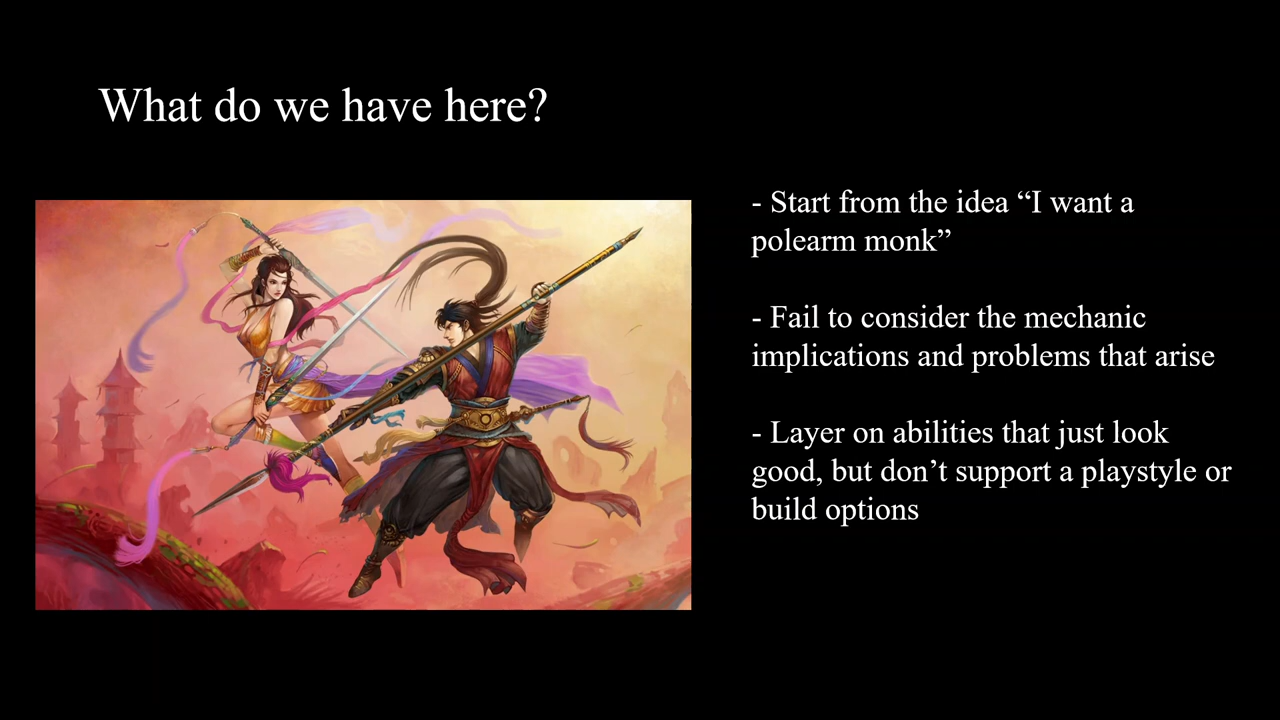 What do we have here?
- Start from the idea “I want a
polearm monk”
- Fail to consider the mechanic
implications and problems that arise
- Layer on abilities that just look
good, but don’t support a playstyle or
build options